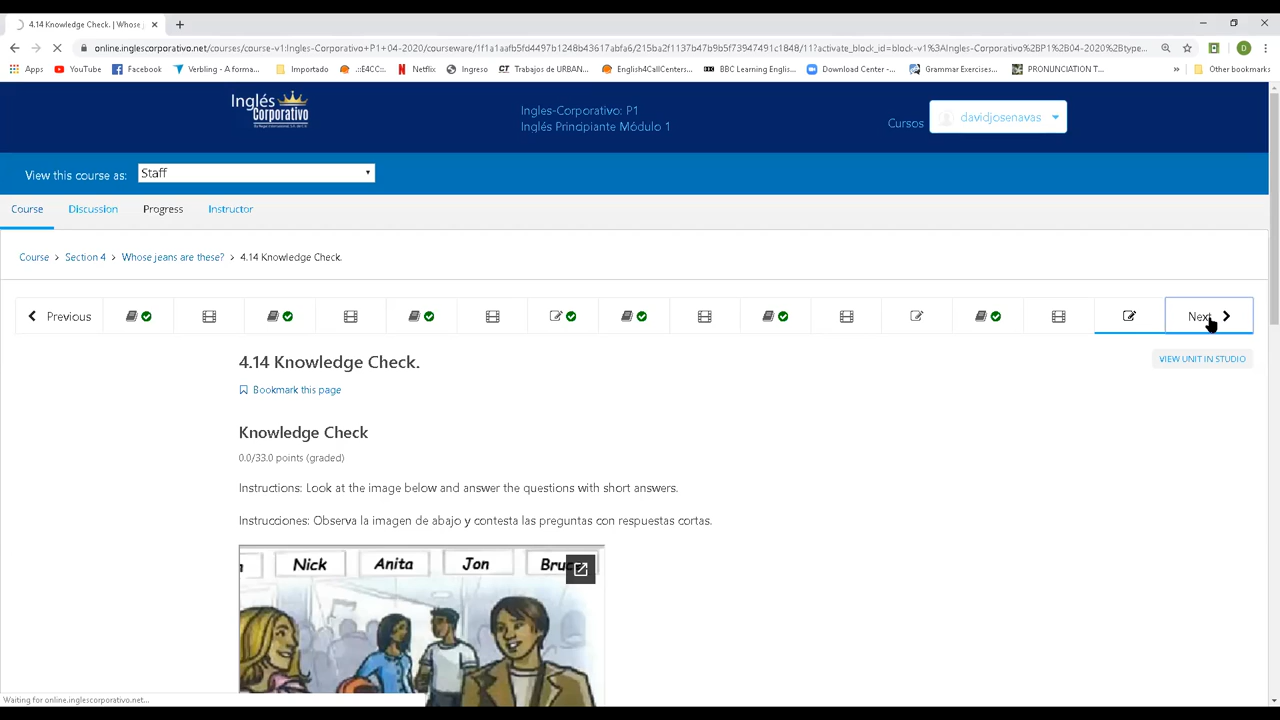 4.14 Knowledge Check. | Whose j
online.inglescorporativo.net/courses/course-v1:Ingles-Corporativo+P1+04-2020/courseware/1f1a1aafb5fd4497b1248b43617abfa6/215ba2f1137b47b9b5f73947491c1848/11?activate_block_id=block-v1%3AIngles-Corporativo%2BP1%2B04-2020%2Btype...
D
Apps YouTube Facebook Verbling - A forma... Importado .::E4CC::. Netflix Ingreso CT Trabajos de URBAN... English4CallCenters... BBC Learning Englis... Download Center -... Grammar Exercises... PRONUNCIATION T... » Other bookmarks
Inglés Corporativo
Ingles-Corporativo: P1
Inglés Principiante Módulo 1
Cursos davidjosenavas
View this course as: Staff
Course Discussion Progress Instructor
Course > Section 4 > Whose jeans are these? > 4.14 Knowledge Check.
Previous Next
4.14 Knowledge Check.
VIEW UNIT IN STUDIO
Bookmark this page
Knowledge Check
0.0/33.0 points (graded)
Instructions: Look at the image below and answer the questions with short answers.
Instrucciones: Observa la imagen de abajo y contesta las preguntas con respuestas cortas.
Nick Anita Jon Bruc
Waiting for online.inglescorporativo.net...